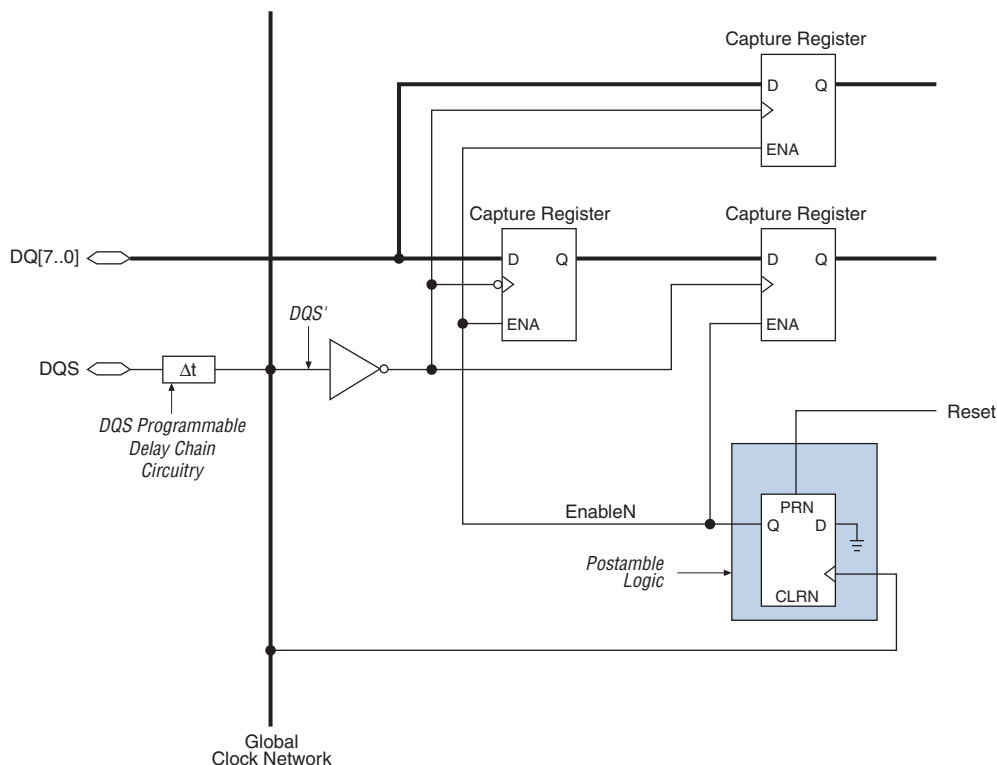 Capture Register
D Q
ENA
Capture Register
Capture Register
DQ[7..0]
D Q
ENA
D Q
ENA
DQS'
DQS
Δt
DQS Programmable
Delay Chain
Circuitry
Reset
EnableN
PRN
Q D
CLRN
Postamble
Logic
Global
Clock Network